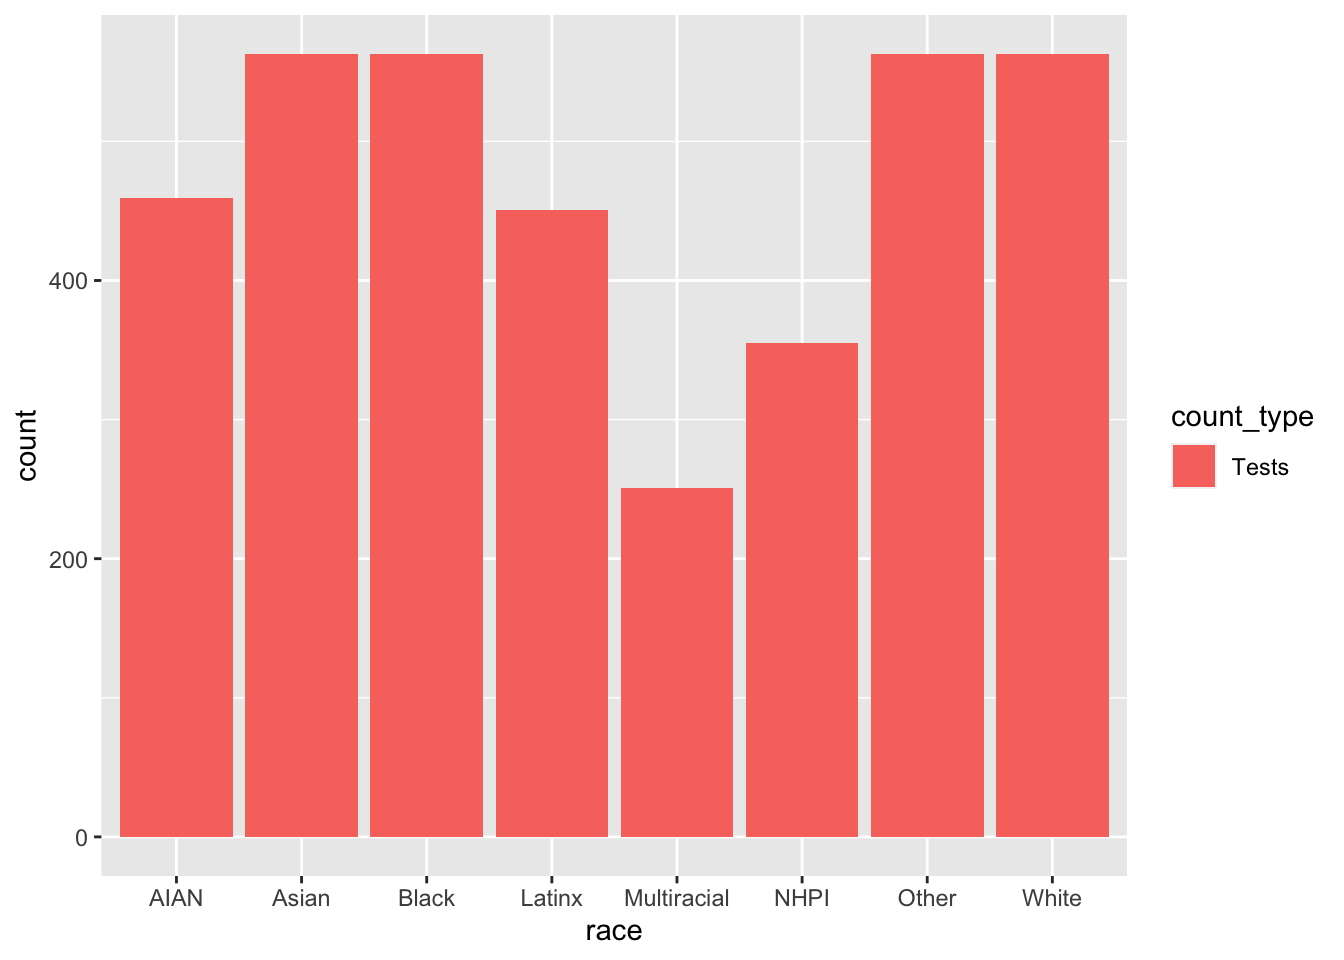 400
200
0
count
AIAN Asian Black Latinx Multiracial NHPI Other White
race
count_type
Tests